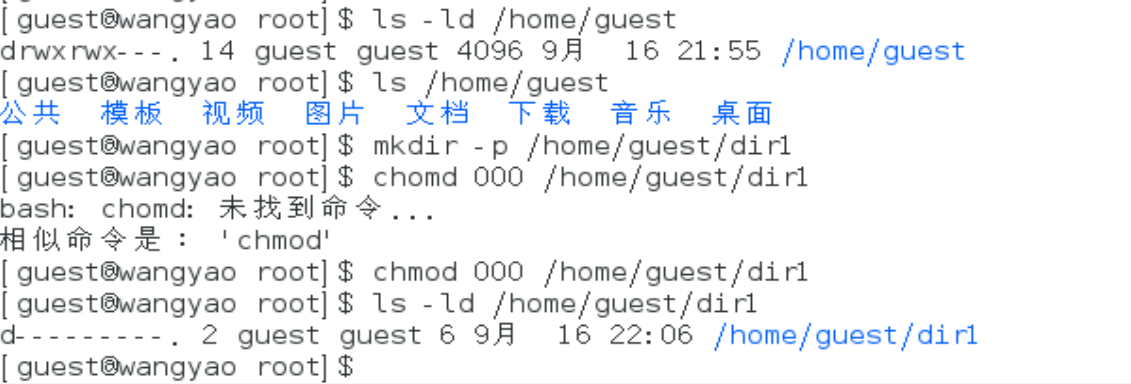 [guest@wangyao root]$ ls -ld /home/guest
drwxrwx---. 14 guest guest 4096 9月  16 21:55 /home/guest
[guest@wangyao root]$ ls /home/guest
公共  模板  视频  图片  文档  下载  音乐  桌面
[guest@wangyao root]$ mkdir -p /home/guest/dir1
[guest@wangyao root]$ chomd 000 /home/guest/dir1
bash: chomd: 未找到命令...
相似命令是： 'chmod'
[guest@wangyao root]$ chmod 000 /home/guest/dir1
[guest@wangyao root]$ ls -ld /home/guest/dir1
d---------. 2 guest guest 6 9月  16 22:06 /home/guest/dir1
[guest@wangyao root]$